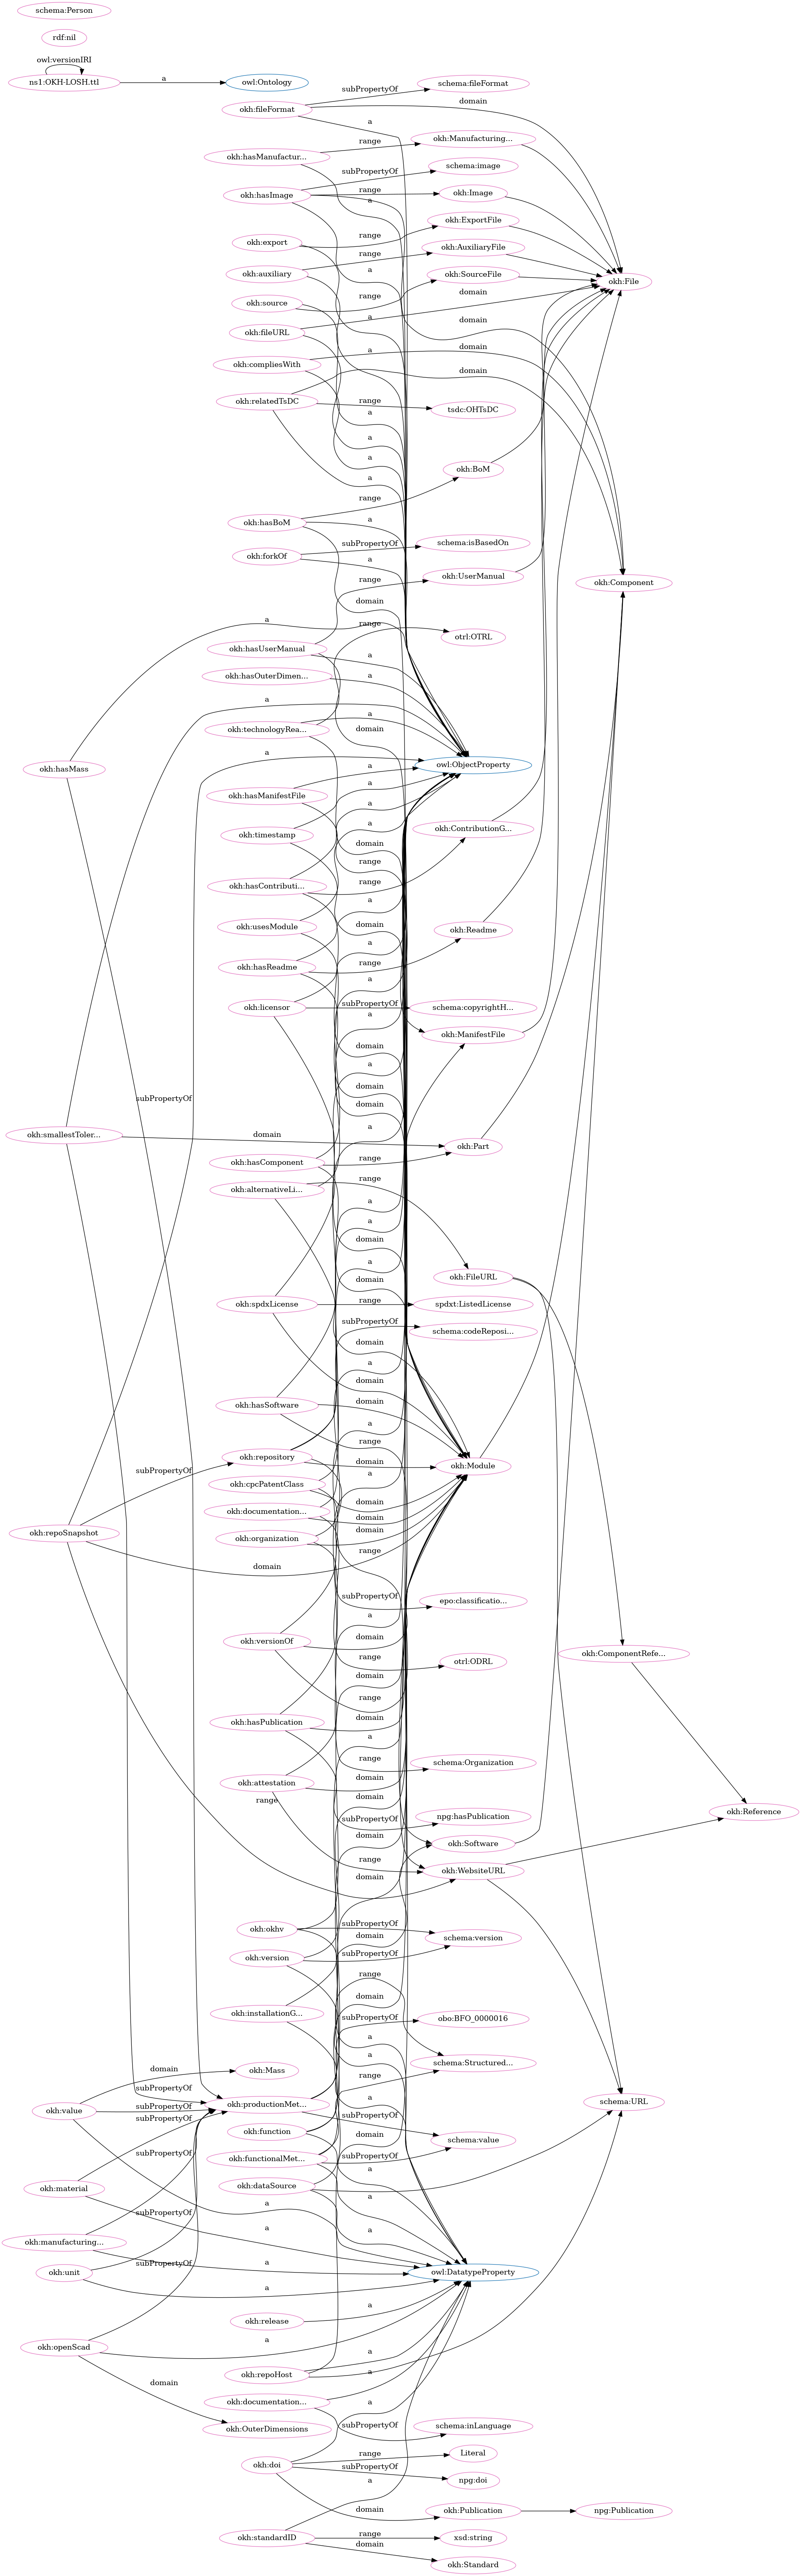 schema:Person
rdf:nil
owl:versionIRI
ns1:OKH-LOSH.ttl
a
owl:Ontology
schema:fileFormat
subPropertyOf
okh:fileFormat
domain
a
okh:Manufacturing...
range
okh:hasManufactur...
schema:image
subPropertyOf
okh:hasImage
range
okh:Image
a
okh:ExportFile
range
okh:export
okh:AuxiliaryFile
range
okh:auxiliary
a
okh:SourceFile
okh:File
range
okh:source
domain
a
domain
okh:fileURL
domain
a
okh:compliesWith
domain
okh:relatedTsDC
range
tsdc:OHTsDC
a
a
a
a
okh:BoM
range
okh:hasBoM
a
schema:isBasedOn
subPropertyOf
okh:forkOf
a
okh:UserManual
range
okh:Component
domain
a
range
otrl:OTRL
okh:hasUserManual
a
okh:hasOuterDimen...
a
a
a
okh:technologyRea...
domain
a
owl:ObjectProperty
okh:hasMass
a
okh:hasManifestFile
a
okh:ContributionG...
okh:timestamp
a
domain
range
okh:hasContributi...
range
a
okh:usesModule
domain
okh:Readme
a
okh:hasReadme
range
a
okh:licensor
subPropertyOf
schema:copyrightH...
a
okh:ManifestFile
domain
a
domain
subPropertyOf
domain
a
okh:smallestToler...
domain
okh:Part
okh:hasComponent
range
okh:alternativeLi...
range
a
a
domain
a
okh:FileURL
domain
okh:spdxLicense
range
spdxt:ListedLicense
subPropertyOf
schema:codeReposi...
domain
a
domain
okh:hasSoftware
domain
a
range
okh:repository
domain
okh:Module
subPropertyOf
a
okh:cpcPatentClass
domain
okh:documentation...
domain
okh:repoSnapshot
okh:organization
domain
range
domain
subPropertyOf
epo:classificatio...
a
okh:versionOf
domain
okh:ComponentRefe...
range
otrl:ODRL
domain
range
okh:hasPublication
domain
a
range
schema:Organization
okh:attestation
domain
range
domain
okh:Reference
npg:hasPublication
subPropertyOf
domain
okh:Software
range
okh:WebsiteURL
domain
okh:okhv
subPropertyOf
schema:version
domain
okh:version
subPropertyOf
range
domain
okh:installationG...
subPropertyOf
obo:BFO_0000016
a
a
schema:Structured...
domain
okh:Mass
range
subPropertyOf
a
schema:URL
okh:value
subPropertyOf
okh:productionMet...
subPropertyOf
subPropertyOf
okh:function
domain
schema:value
subPropertyOf
okh:functionalMet...
subPropertyOf
a
okh:material
okh:dataSource
a
a
subPropertyOf
a
a
okh:manufacturing...
subPropertyOf
a
okh:unit
a
owl:DatatypeProperty
okh:release
a
okh:openScad
a
a
okh:repoHost
a
domain
a
okh:documentation...
okh:OuterDimensions
subPropertyOf
schema:inLanguage
okh:doi
range
Literal
subPropertyOf
npg:doi
a
domain
okh:Publication
npg:Publication
okh:standardID
range
xsd:string
domain
okh:Standard